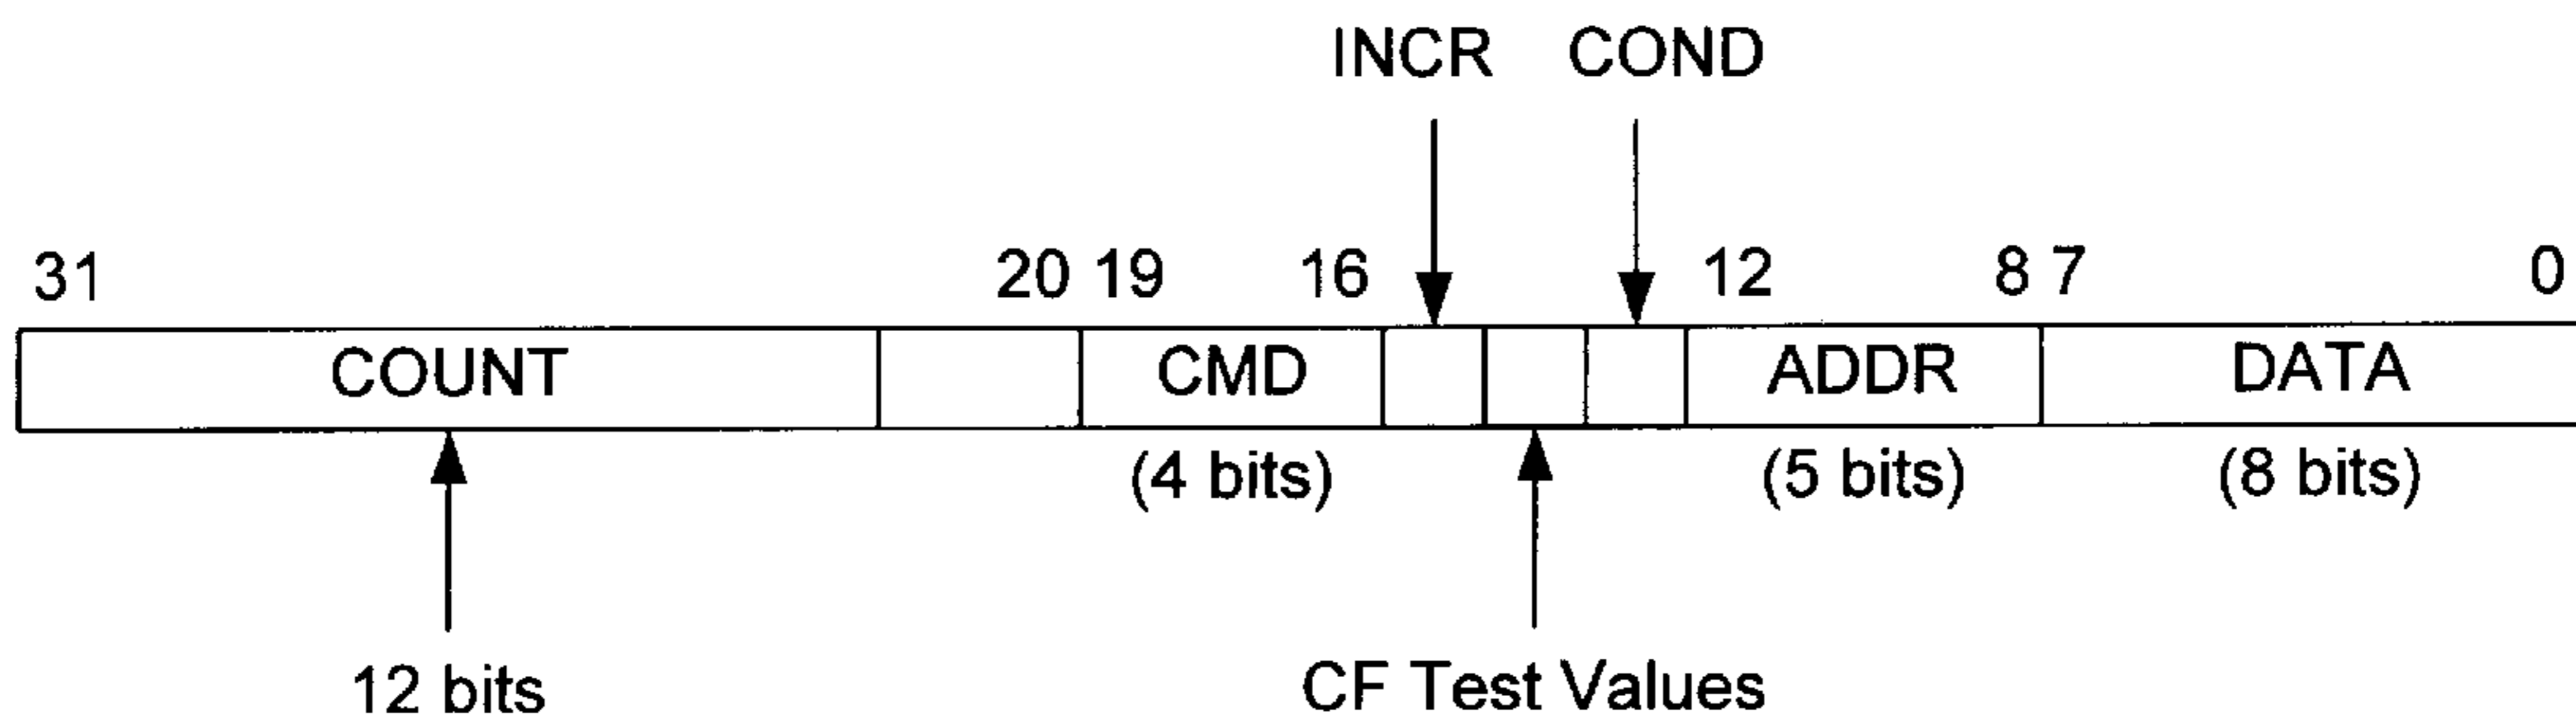 INCR COND
31 20 19 16 12 8 7 0
COUNT CMD ADDR DATA
(4 bits) (5 bits) (8 bits)
12 bits CF Test Values